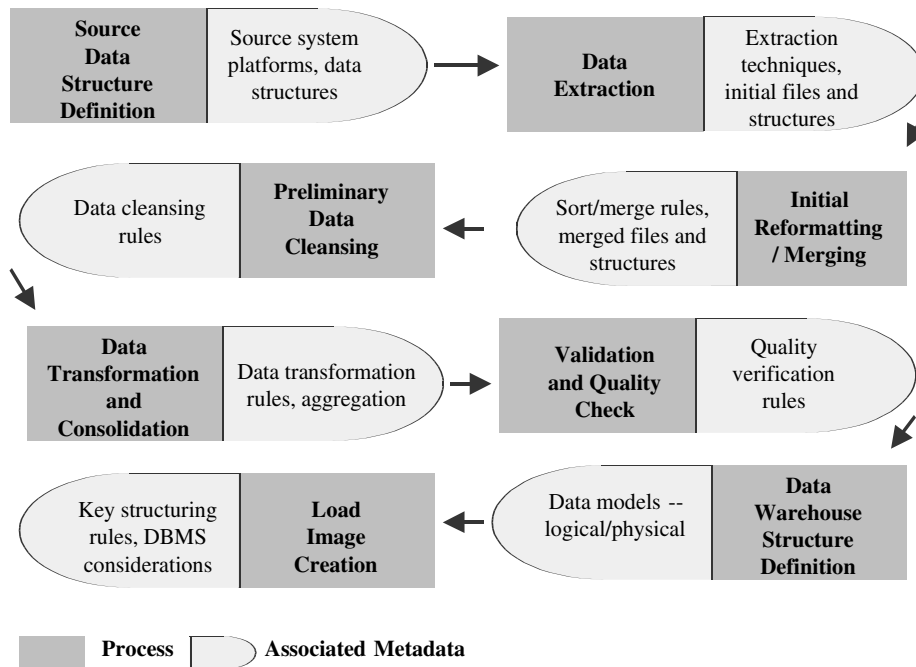 Source
Data
Structure
Definition
Source system
platforms, data
structures
Data
Extraction
Extraction
techniques,
initial files and
structures
Initial
Reformatting
/ Merging
Sort/merge rules,
merged files and
structures
Preliminary
Data
Cleansing
Data cleansing
rules
Data
Transformation
and
Consolidation
Data transformation
rules, aggregation
Validation
and Quality
Check
Quality
verification
rules
Data
Warehouse
Structure
Definition
Data models --
logical/physical
Load
Image
Creation
Key structuring
rules, DBMS
considerations
Process
Associated Metadata